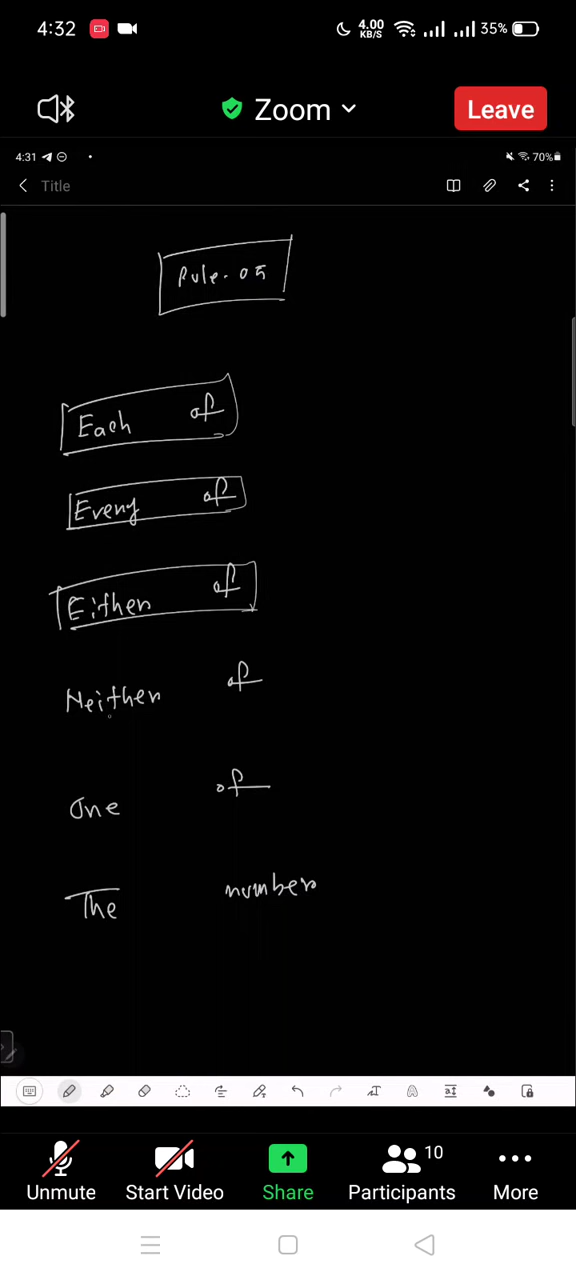 4:32 4.00 KB/S 35%
Zoom Leave
4:31 70%
Title
Rule-05
Each of
Every of
Either of
Neither of
One of
The number
Unmute Start Video Share Participants 10 More